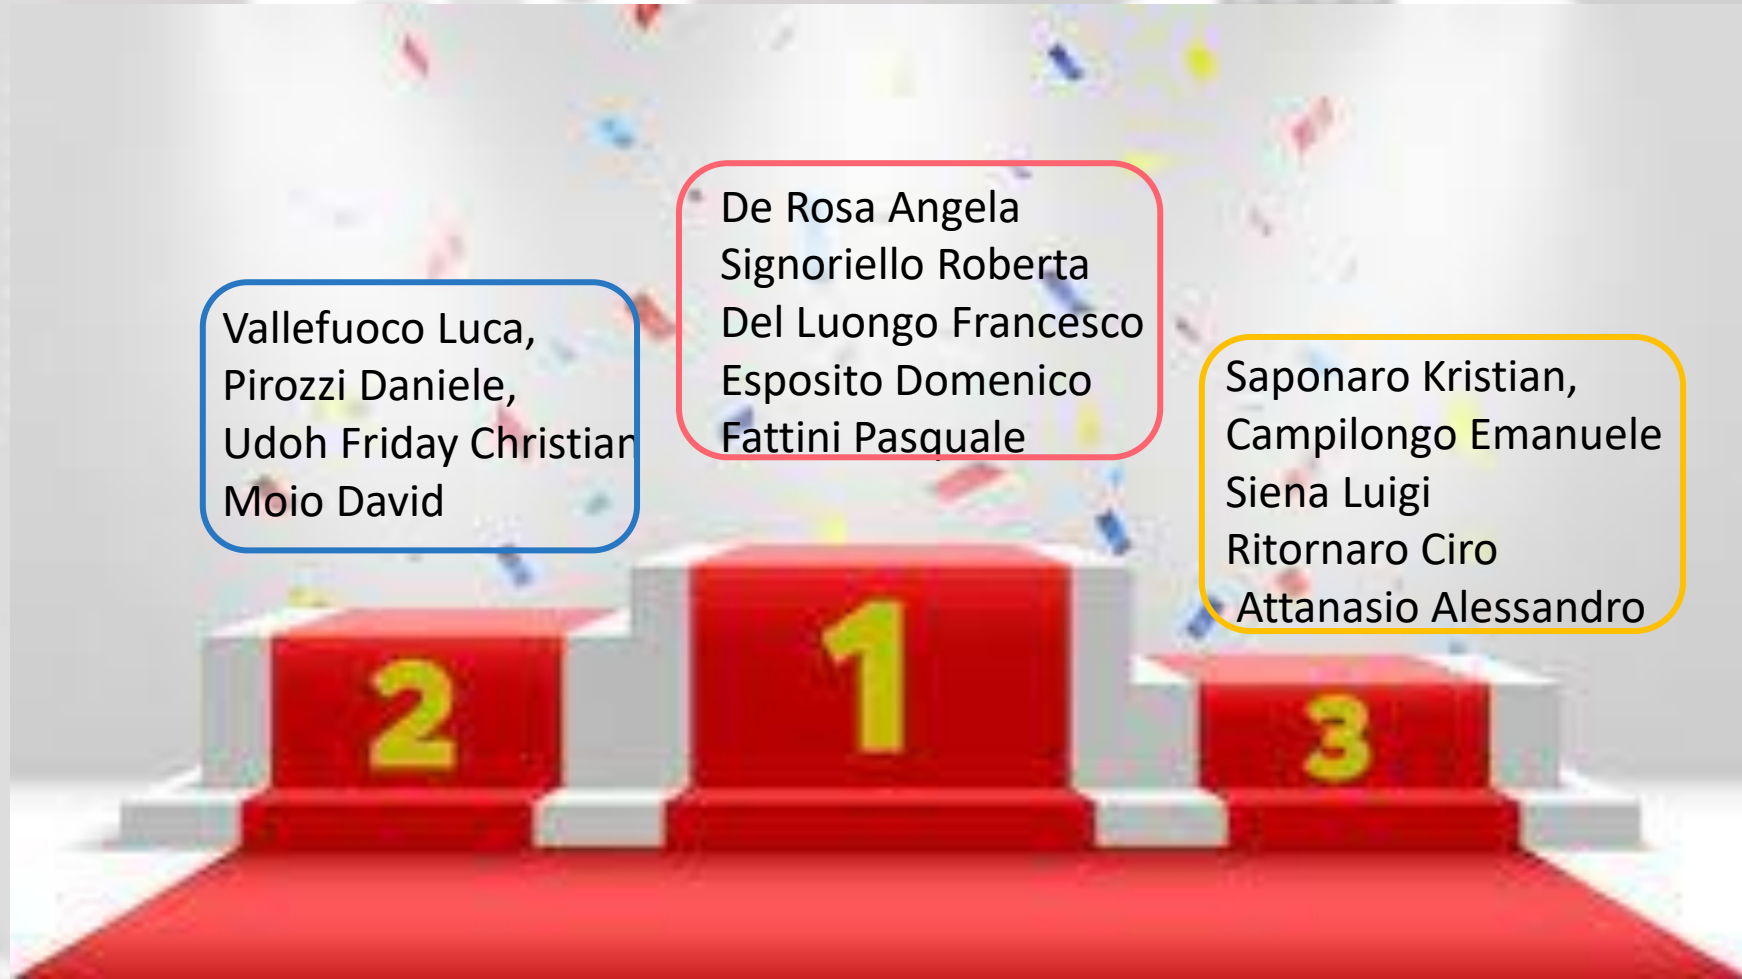 De Rosa Angela
Signoriello Roberta
Del Luongo Francesco
Esposito Domenico
Fattini Pasquale
Vallefuoco Luca,
Pirozzi Daniele,
Udoh Friday Christian
Moio David
Saponaro Kristian,
Campilongo Emanuele
Siena Luigi
Ritornaro Ciro
Attanasio Alessandro
2
1
3